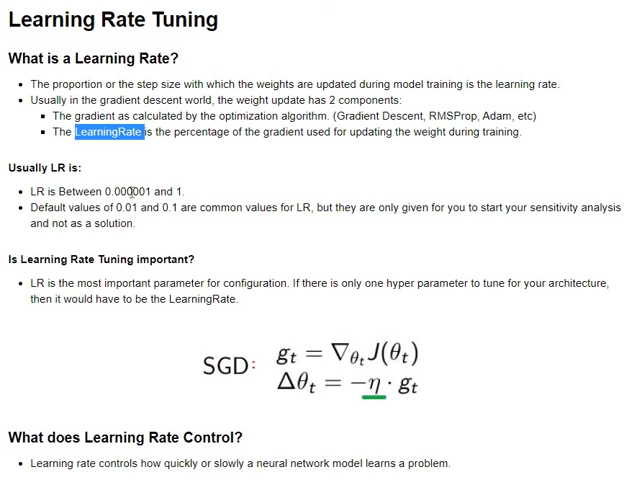 Learning Rate Tuning
What is a Learning Rate?
• The proportion or the step size with which the weights are updated during model training is the learning rate.
• Usually in the gradient descent world, the weight update has 2 components:
▪ The gradient as calculated by the optimization algorithm. (Gradient Descent, RMSProp, Adam, etc)
▪ The LearningRate is the percentage of the gradient used for updating the weight during training.
Usually LR is:
• LR is Between 0.000001 and 1.
• Default values of 0.01 and 0.1 are common values for LR, but they are only given for you to start your sensitivity analysis
and not as a solution.
Is Learning Rate Tuning important?
• LR is the most important parameter for configuration. If there is only one hyper parameter to tune for your architecture,
then it would have to be the LearningRate.
SGD: gₜ = ∇θₜJ(θₜ)
Δθₜ = −η · gₜ
What does Learning Rate Control?
• Learning rate controls how quickly or slowly a neural network model learns a problem.